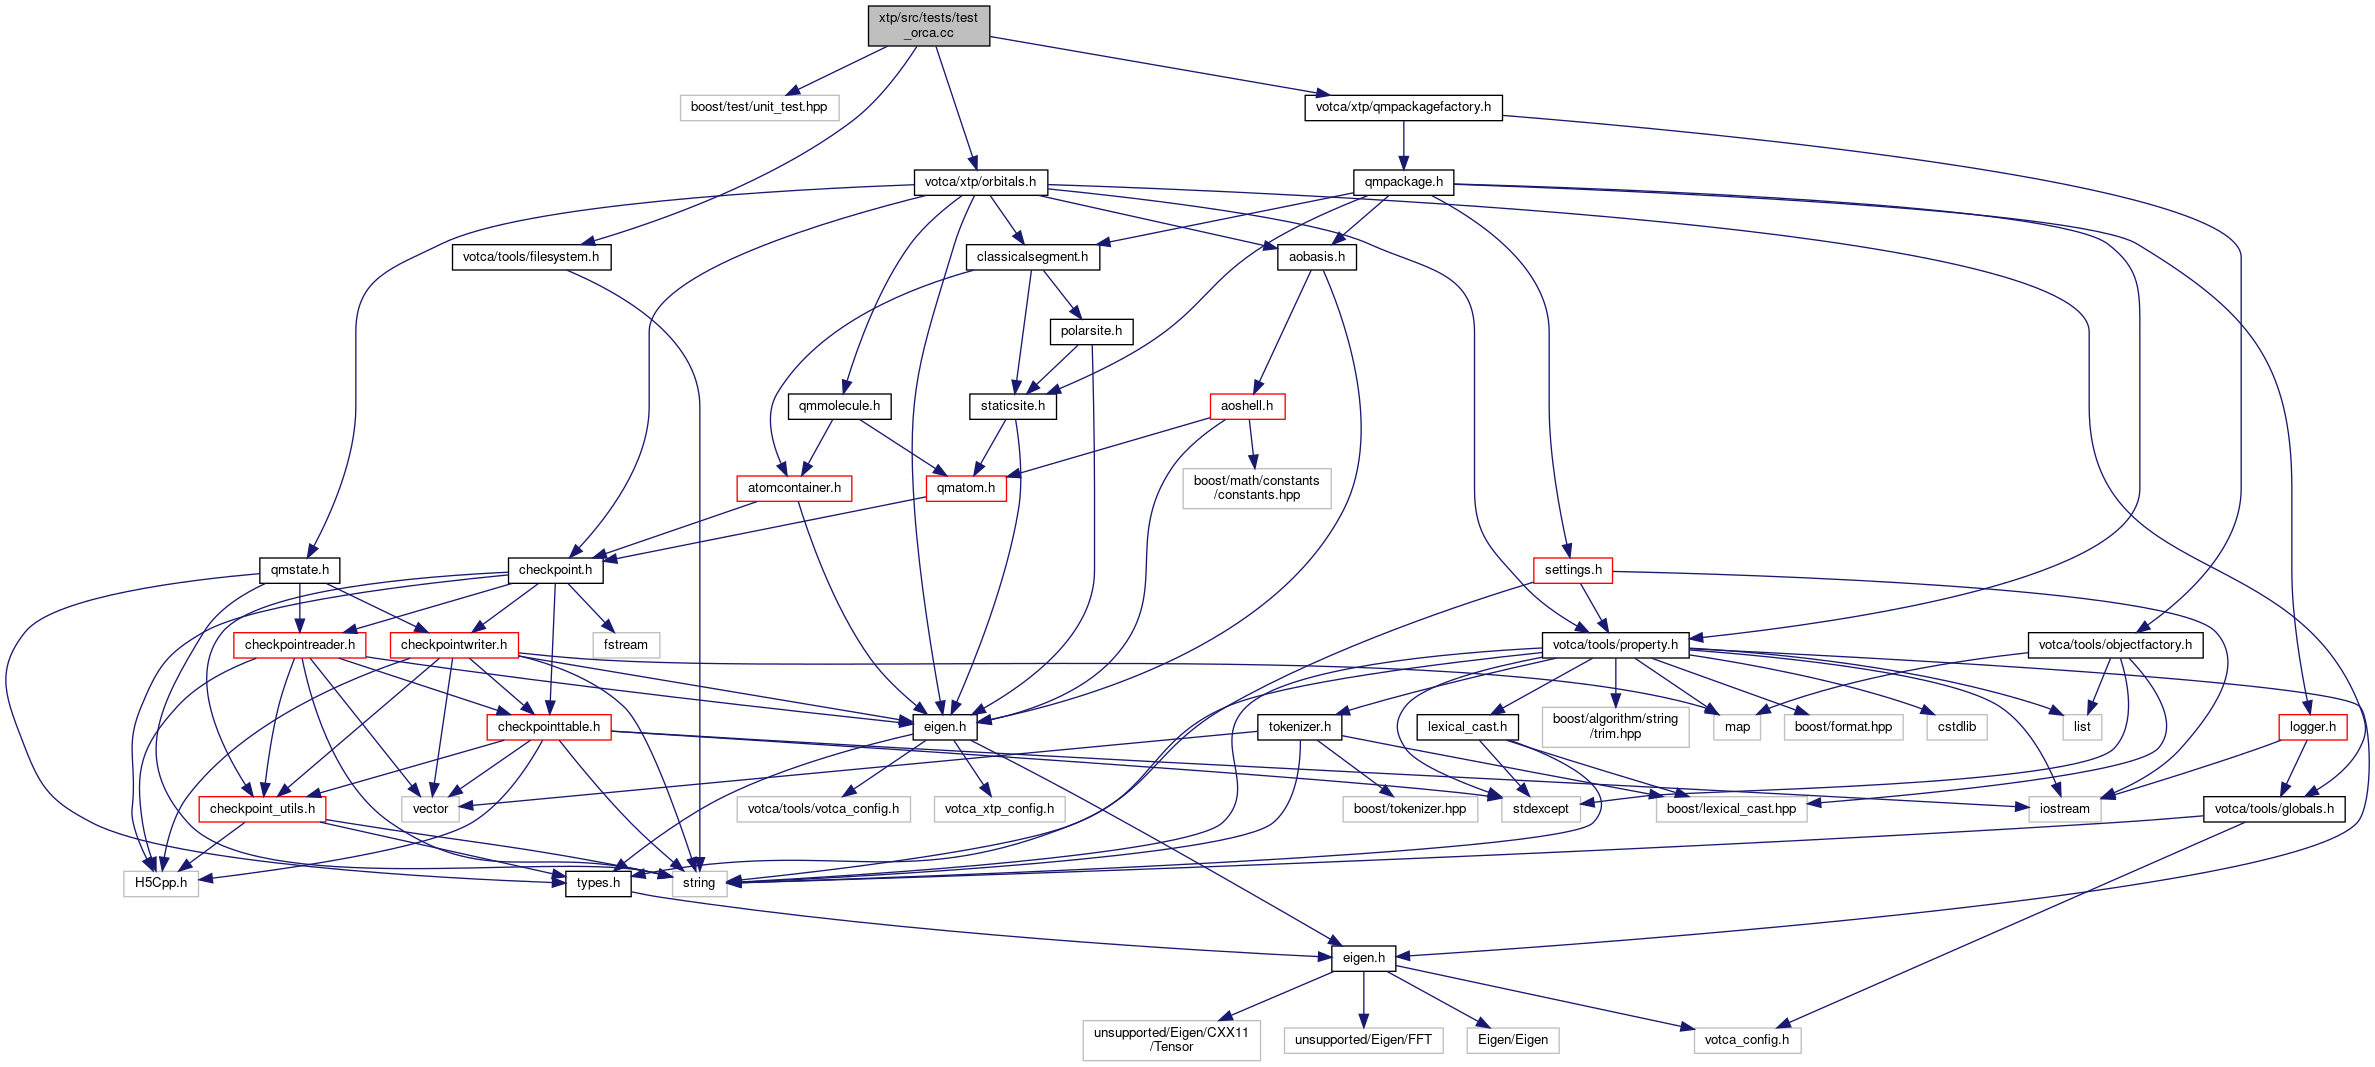 xtp/src/tests/test
_orca.cc
boost/test/unit_test.hpp
votca/xtp/qmpackagefactory.h
votca/xtp/orbitals.h
qmpackage.h
votca/tools/filesystem.h
classicalsegment.h
aobasis.h
polarsite.h
qmmolecule.h
staticsite.h
aoshell.h
atomcontainer.h
qmatom.h
boost/math/constants
/constants.hpp
qmstate.h
checkpoint.h
settings.h
checkpointreader.h
checkpointwriter.h
fstream
votca/tools/property.h
votca/tools/objectfactory.h
checkpointtable.h
eigen.h
tokenizer.h
lexical_cast.h
boost/algorithm/string
/trim.hpp
map
boost/format.hpp
cstdlib
list
logger.h
checkpoint_utils.h
vector
votca/tools/votca_config.h
votca_xtp_config.h
boost/tokenizer.hpp
stdexcept
boost/lexical_cast.hpp
iostream
votca/tools/globals.h
H5Cpp.h
types.h
string
eigen.h
unsupported/Eigen/CXX11
/Tensor
unsupported/Eigen/FFT
Eigen/Eigen
votca_config.h